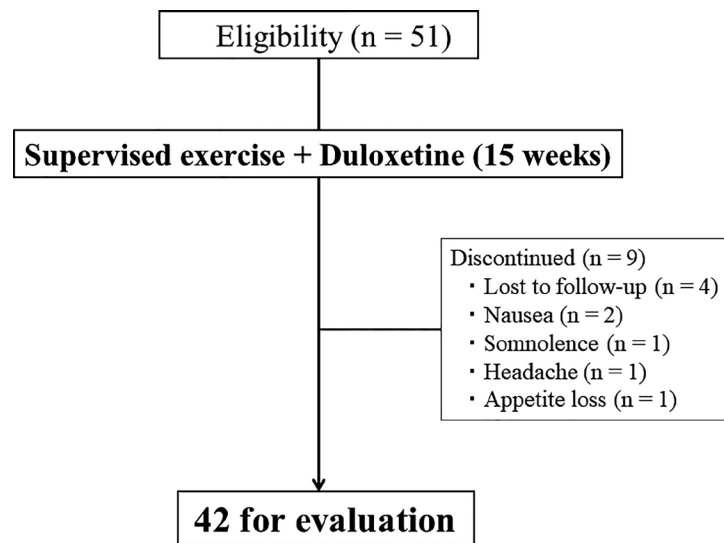 Eligibility (n = 51)
Supervised exercise + Duloxetine (15 weeks)
Discontinued (n = 9)
・Lost to follow-up (n = 4)
・Nausea (n = 2)
・Somnolence (n = 1)
・Headache (n = 1)
・Appetite loss (n = 1)
42 for evaluation